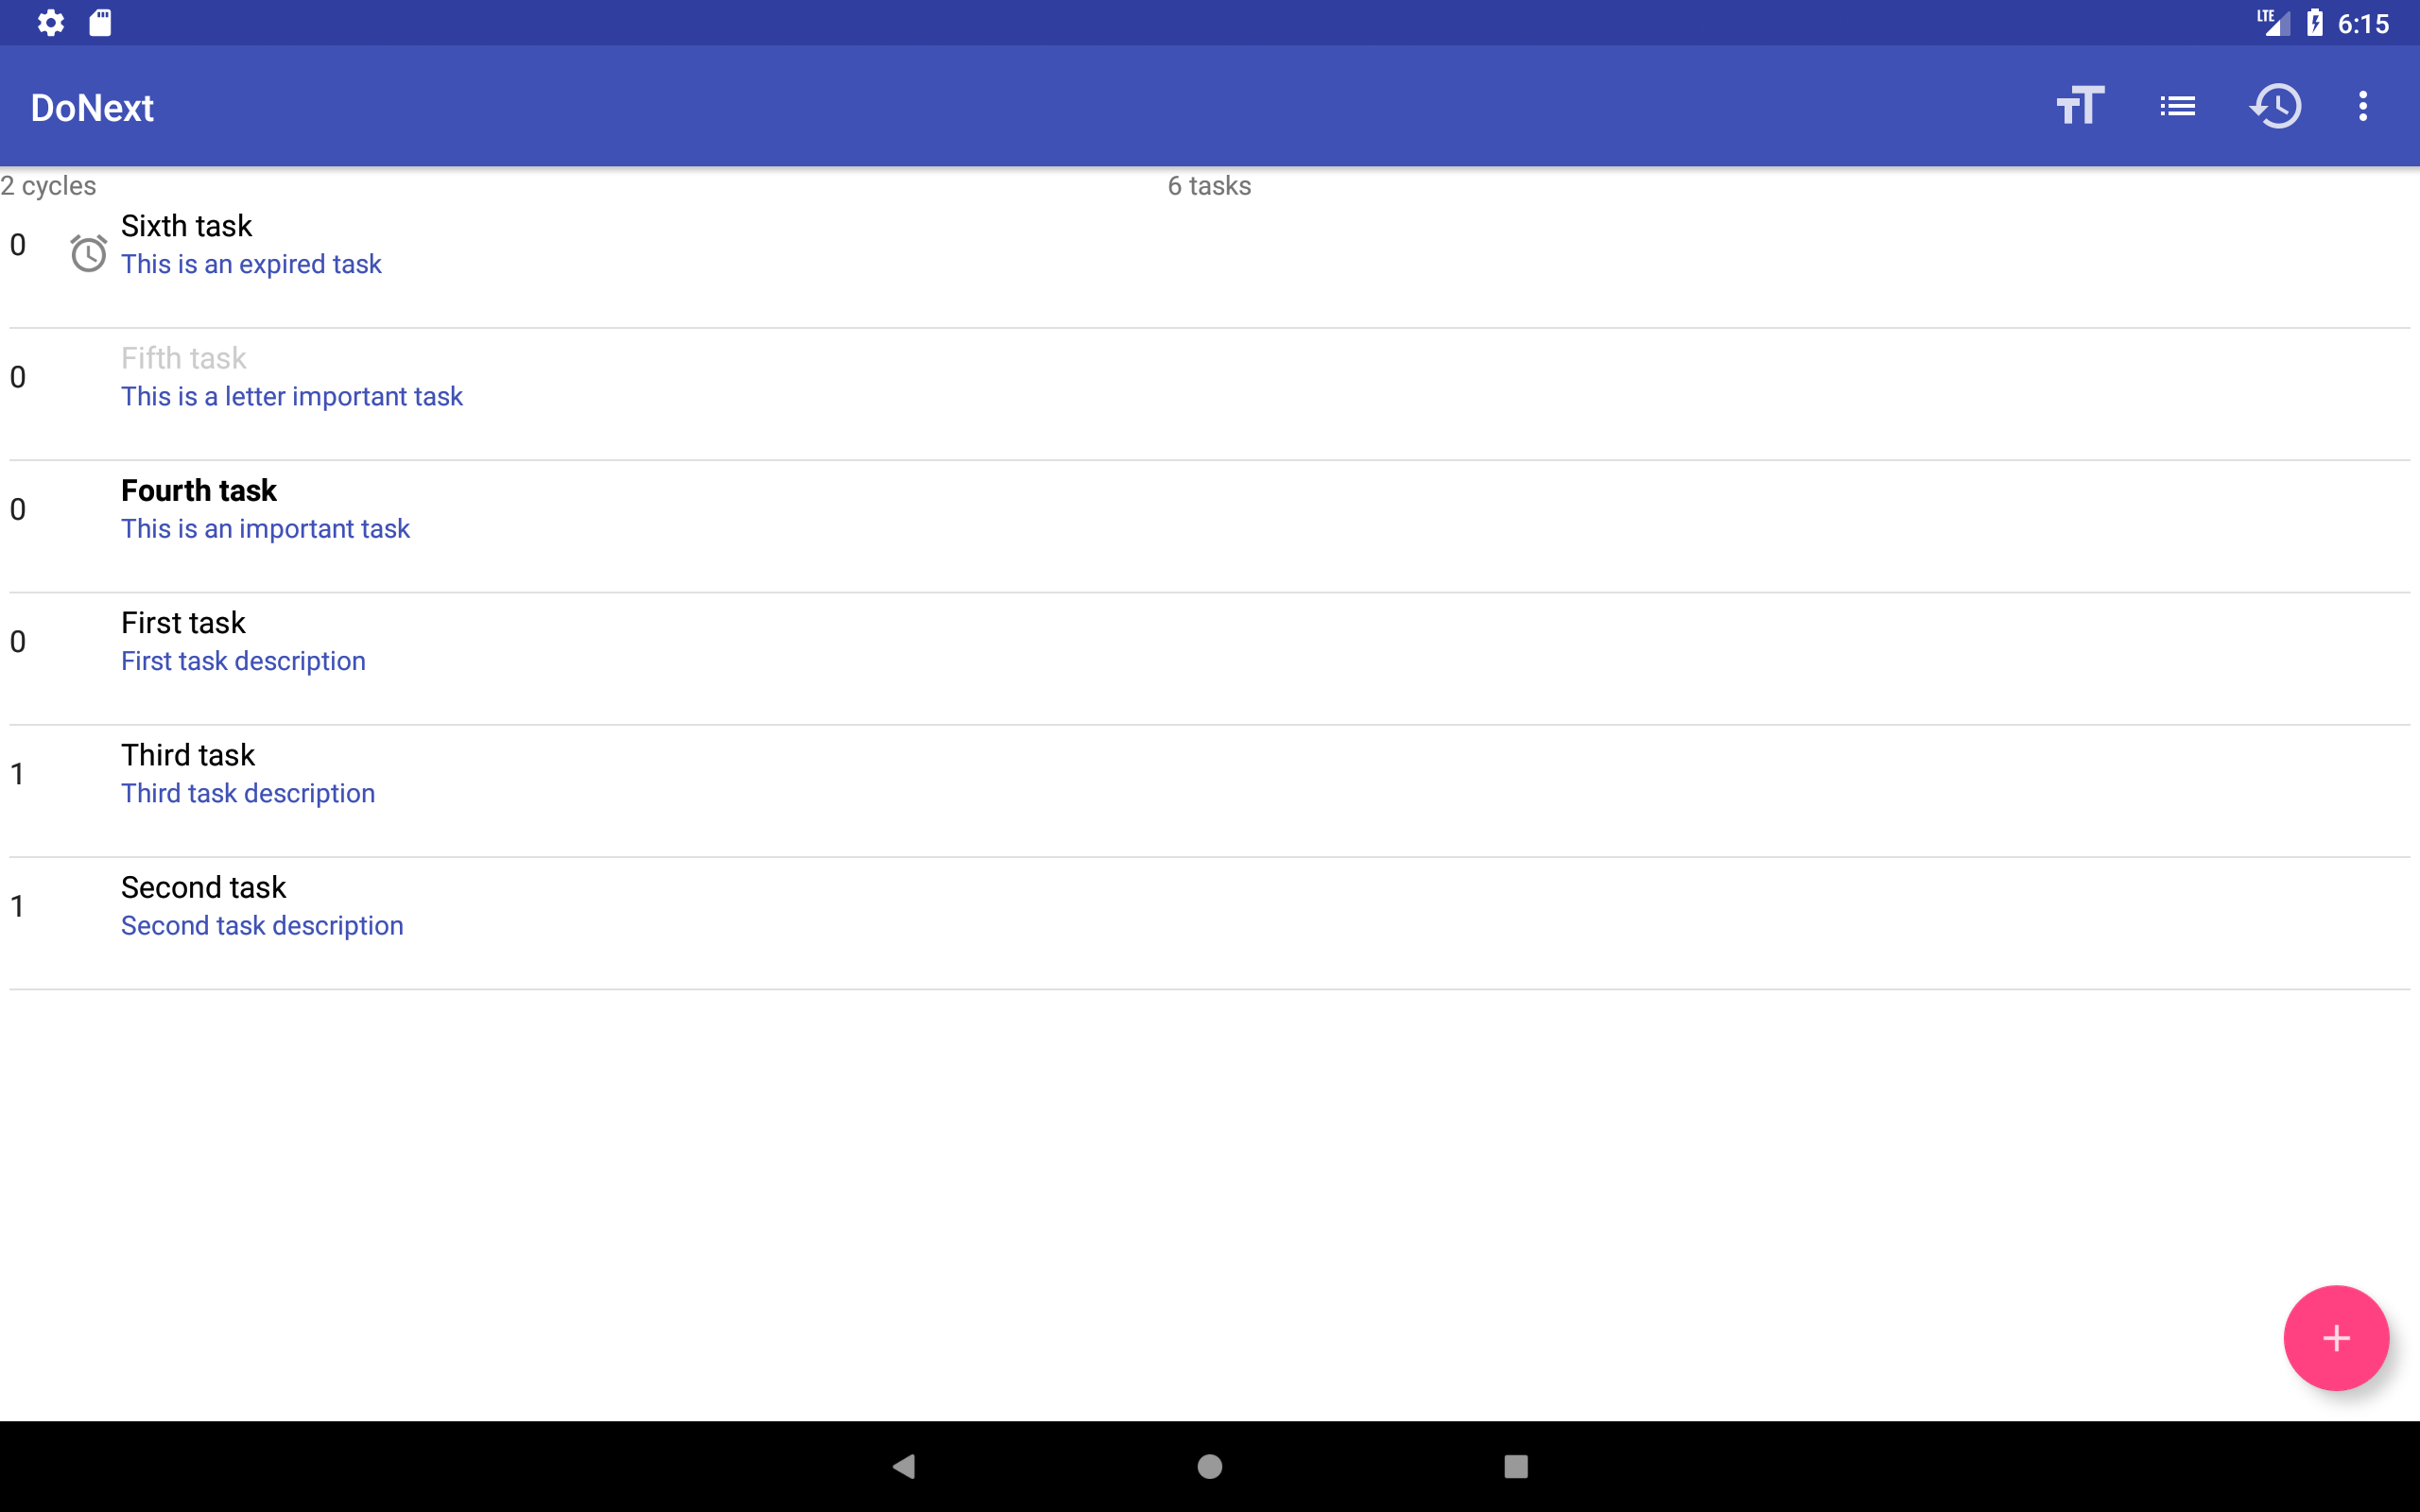 LTE 6:15
DoNext
2 cycles 6 tasks
0 Sixth task
This is an expired task
0 Fifth task
This is a letter important task
0 Fourth task
This is an important task
0 First task
First task description
1 Third task
Third task description
1 Second task
Second task description